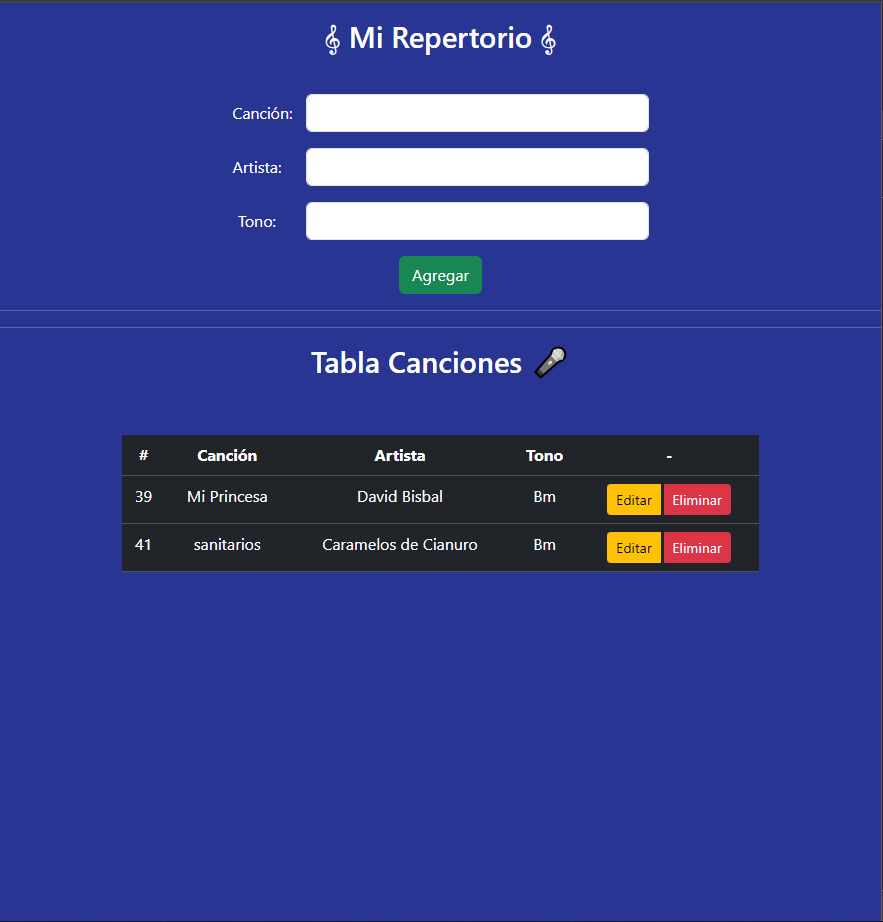 𝄞 Mi Repertorio 𝄞
Canción:
Artista:
Tono:
Agregar
Tabla Canciones 🎤
# Canción Artista Tono -
39 Mi Princesa David Bisbal Bm Editar Eliminar
41 sanitarios Caramelos de Cianuro Bm Editar Eliminar